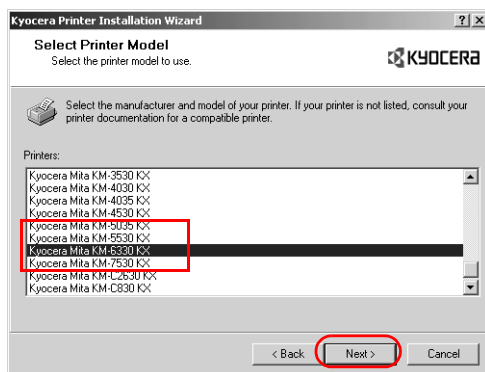 Kyocera Printer Installation Wizard
Select Printer Model
Select the printer model to use.
KYOCERA
Select the manufacturer and model of your printer. If your printer is not listed, consult your
printer documentation for a compatible printer.
Printers:
Kyocera Mita KM-3530 KX
Kyocera Mita KM-4030 KX
Kyocera Mita KM-4035 KX
Kyocera Mita KM-4530 KX
Kyocera Mita KM-5035 KX
Kyocera Mita KM-5530 KX
Kyocera Mita KM-6330 KX
Kyocera Mita KM-7530 KX
Kyocera Mita KM-C2630 KX
Kyocera Mita KM-C830 KX
< Back
Next >
Cancel